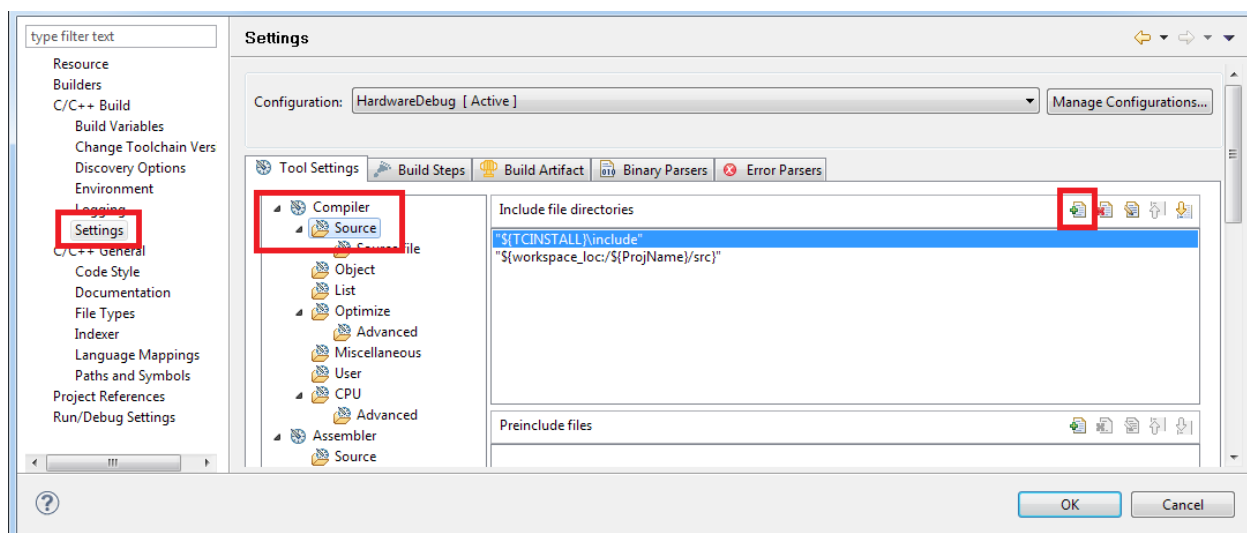 type filter text
Resource
Builders
C/C++ Build
Build Variables
Change Toolchain Vers
Discovery Options
Environment
Logging
Settings
C/C++ General
Code Style
Documentation
File Types
Indexer
Language Mappings
Paths and Symbols
Project References
Run/Debug Settings
Settings
Configuration: HardwareDebug [ Active ] Manage Configurations...
Tool Settings Build Steps Build Artifact Binary Parsers Error Parsers
Compiler
Source
Source file
Object
List
Optimize
Advanced
Miscellaneous
User
CPU
Advanced
Assembler
Source
Include file directories
"${TCINSTALL}\include"
"${workspace_loc:/${ProjName}/src}"
Preinclude files
OK Cancel